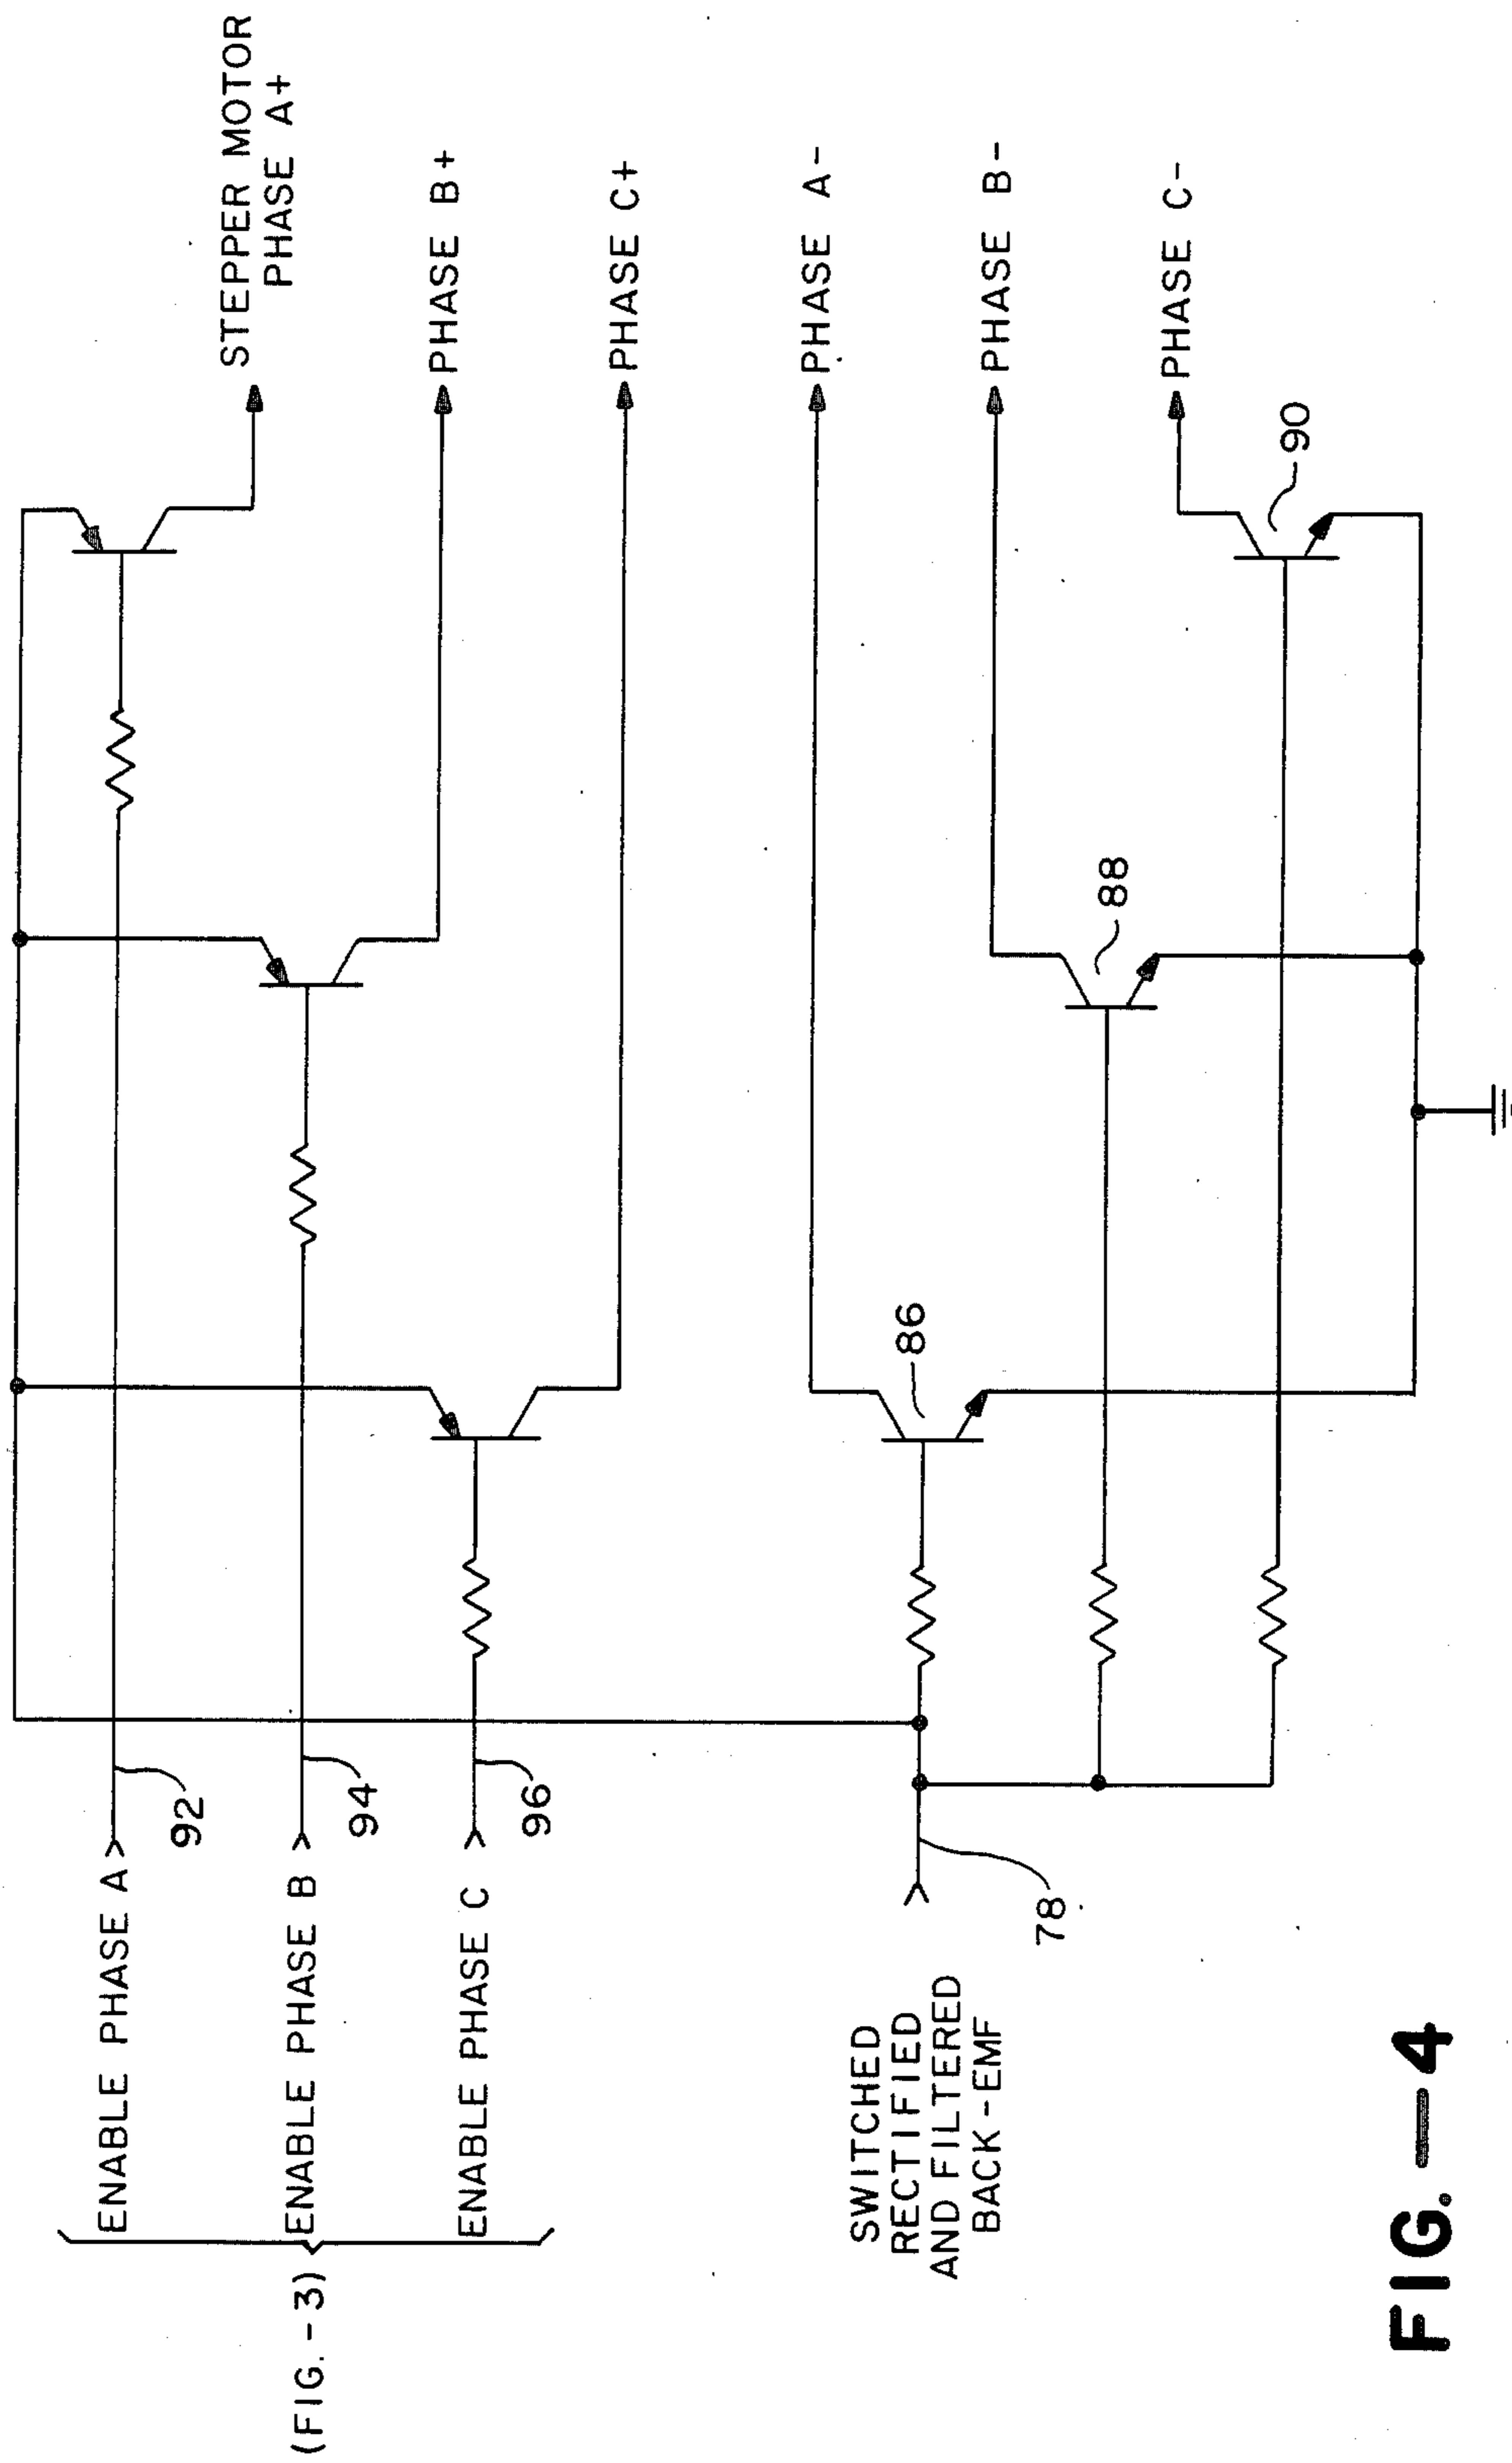 (FIG.-3)
ENABLE PHASE A
92
ENABLE PHASE B
94
ENABLE PHASE C
96
STEPPER MOTOR
PHASE A+
PHASE B+
PHASE C+
SWITCHED
RECTIFIED
AND FILTERED
BACK-EMF
78
86
88
90
PHASE A-
PHASE B-
PHASE C-
FIG.—4